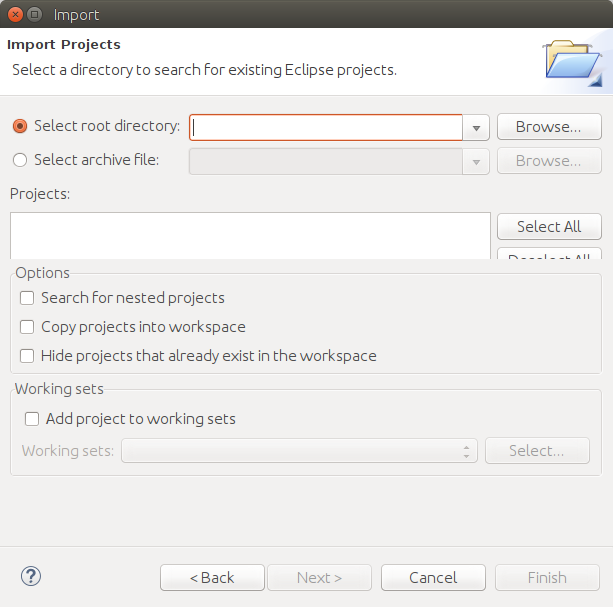 Import
Import Projects
Select a directory to search for existing Eclipse projects.
Select root directory:
Browse...
Select archive file:
Browse...
Projects:
Select All
Deselect All
Options
Search for nested projects
Copy projects into workspace
Hide projects that already exist in the workspace
Working sets
Add project to working sets
Working sets:
Select...
?
< Back
Next >
Cancel
Finish